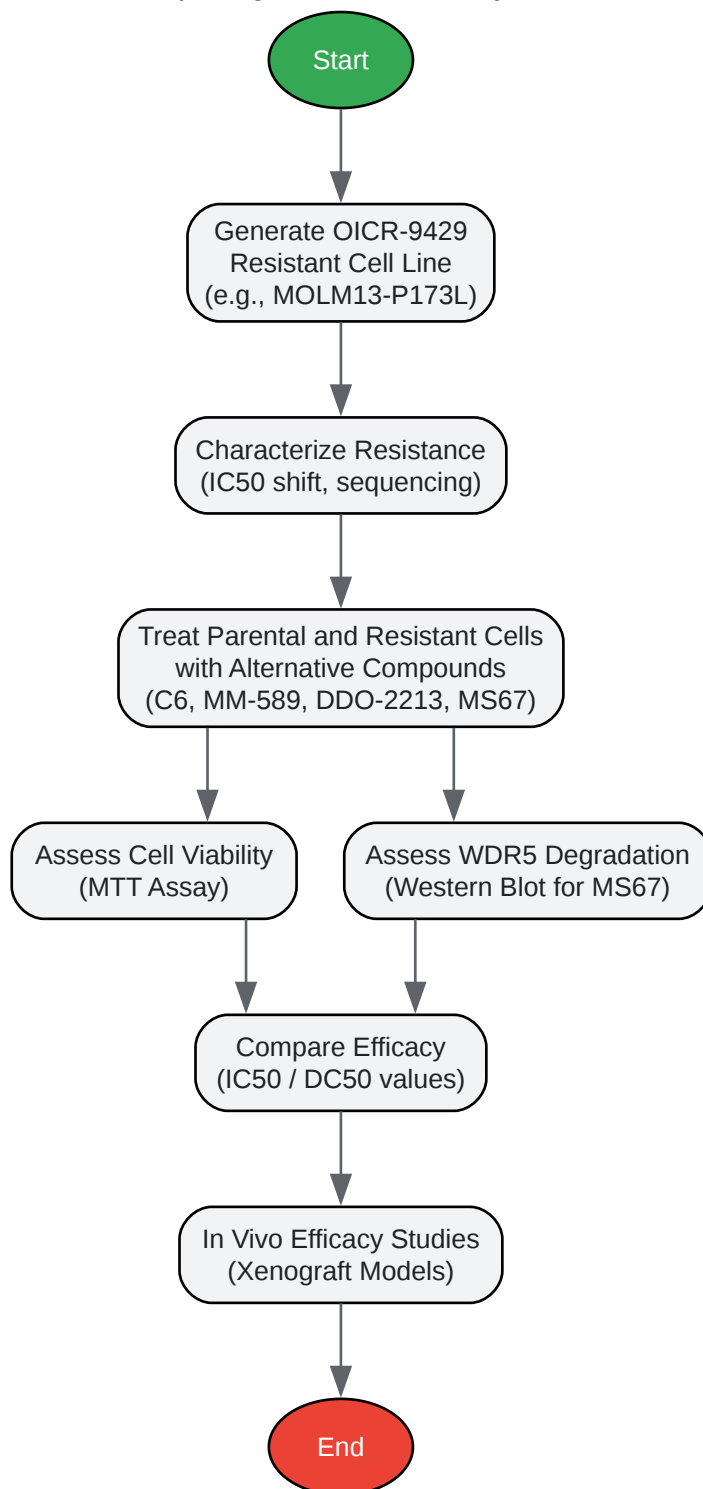 Start
Generate OICR-9429
Resistant Cell Line
(e.g., MOLM13-P173L)
Characterize Resistance
(IC50 shift, sequencing)
Treat Parental and Resistant Cells
with Alternative Compounds
(C6, MM-589, DDO-2213, MS67)
Assess Cell Viability
(MTT Assay)
Assess WDR5 Degradation
(Western Blot for MS67)
Compare Efficacy
(IC50 / DC50 values)
In Vivo Efficacy Studies
(Xenograft Models)
End